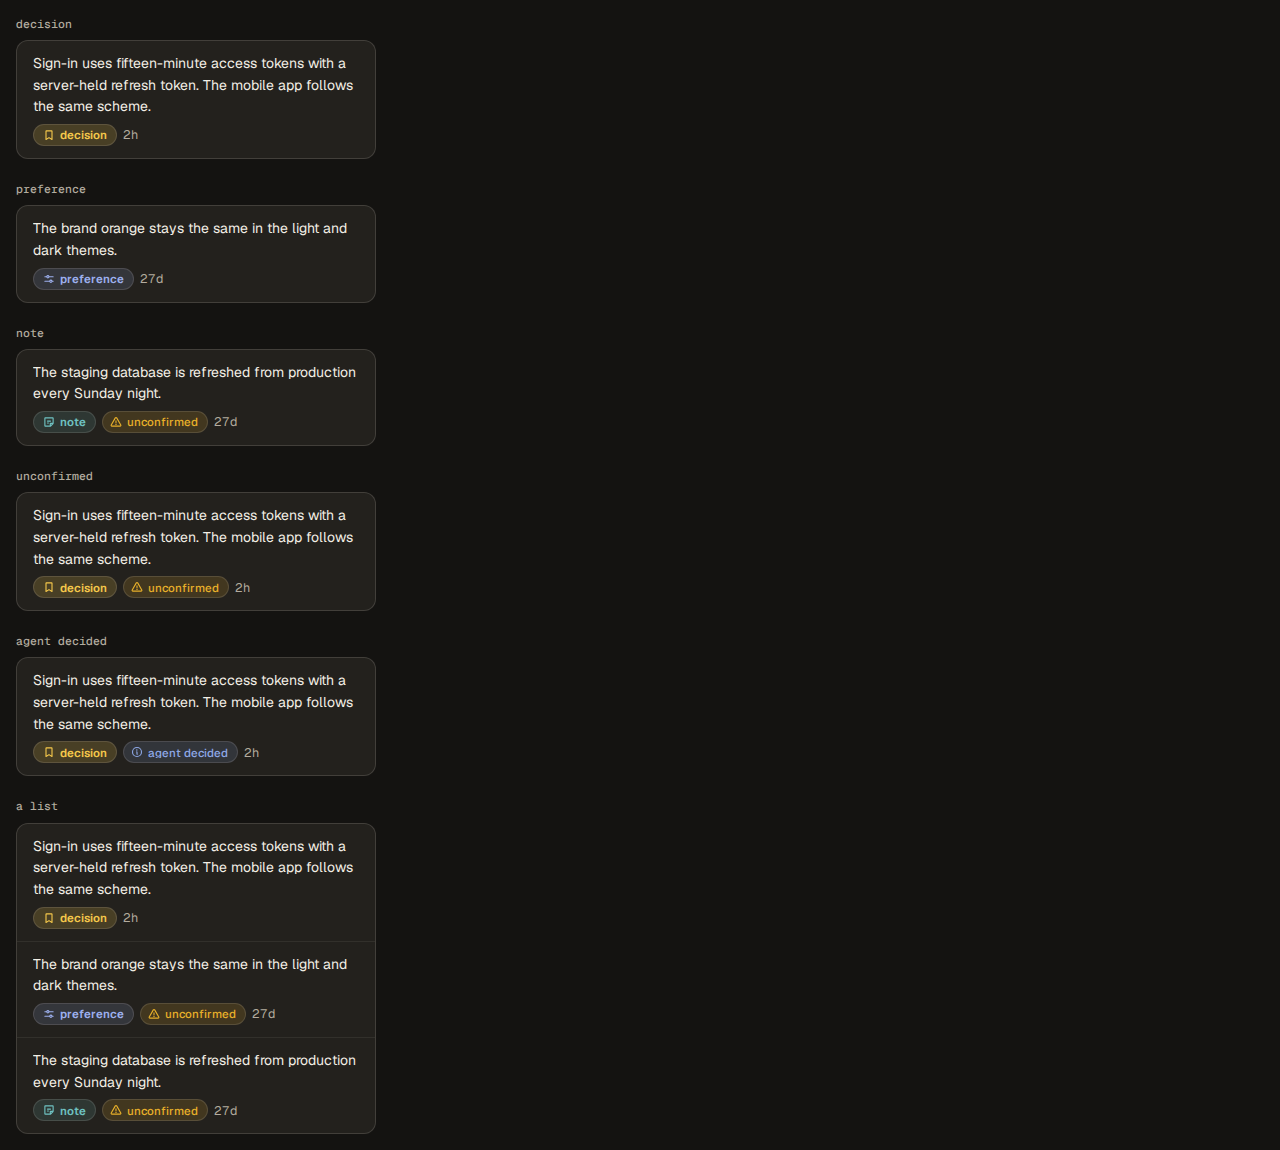 decision
Sign-in uses fifteen-minute access tokens with a
server-held refresh token. The mobile app follows
the same scheme.
decision 2h
preference
The brand orange stays the same in the light and
dark themes.
preference 27d
note
The staging database is refreshed from production
every Sunday night.
note unconfirmed 27d
unconfirmed
Sign-in uses fifteen-minute access tokens with a
server-held refresh token. The mobile app follows
the same scheme.
decision unconfirmed 2h
agent decided
Sign-in uses fifteen-minute access tokens with a
server-held refresh token. The mobile app follows
the same scheme.
decision agent decided 2h
a list
Sign-in uses fifteen-minute access tokens with a
server-held refresh token. The mobile app follows
the same scheme.
decision 2h
The brand orange stays the same in the light and
dark themes.
preference unconfirmed 27d
The staging database is refreshed from production
every Sunday night.
note unconfirmed 27d